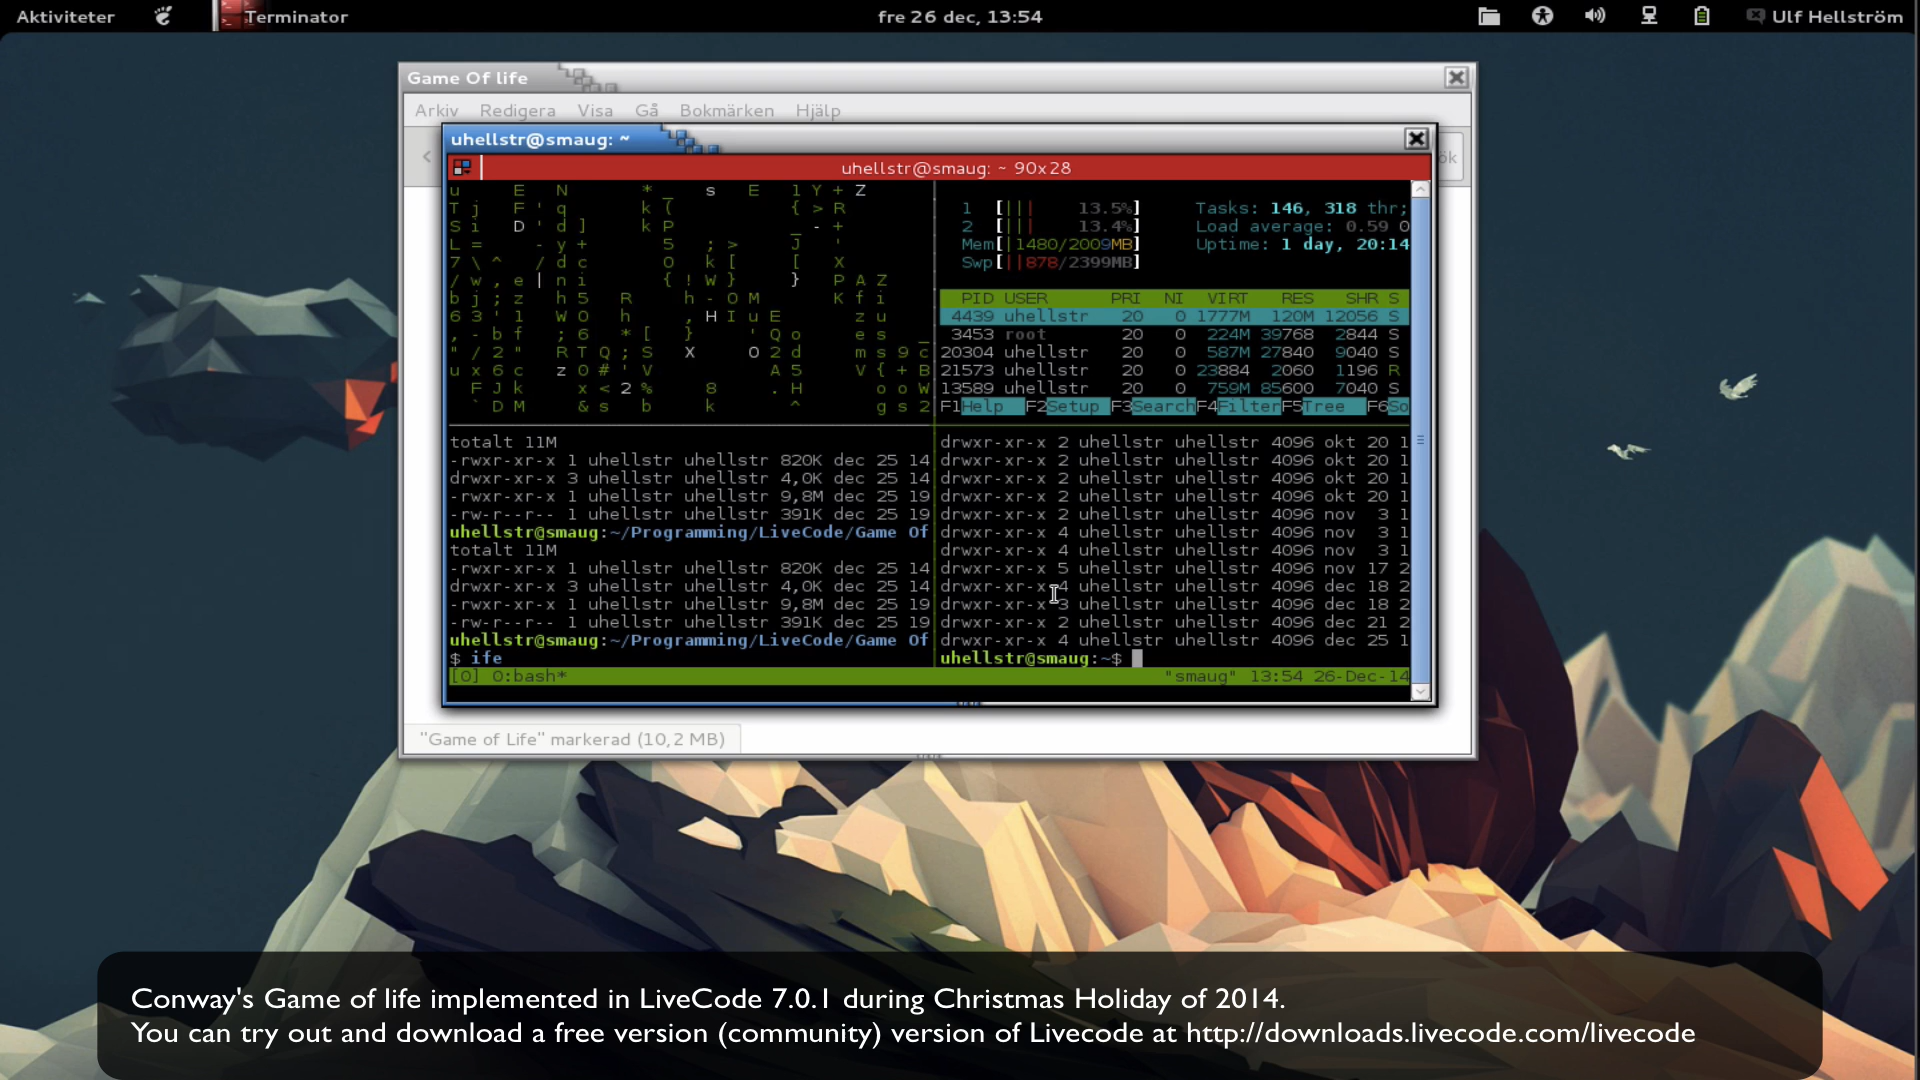 Aktiviteter Terminator fre 26 dec, 13:54 Ulf Hellström
Game Of life
Arkiv Redigera Visa Gå Bokmärken Hjälp
uhellstr@smaug: ~
uhellstr@smaug: ~ 90x28
1 [||| 13.5%] Tasks: 146, 318 thr;
2 [||| 13.4%] Load average: 0.59 0
Mem[|1480/2009MB] Uptime: 1 day, 20:14
Swp[||878/2399MB]
PID USER PRI NI VIRT RES SHR S
4439 uhellstr 20 0 1777M 120M 12056 S
3453 root 20 0 224M 39768 2844 S
20304 uhellstr 20 0 587M 27840 9040 S
21573 uhellstr 20 0 23884 2060 1196 R
13589 uhellstr 20 0 759M 85600 7040 S
F1Help F2Setup F3SearchF4FilterF5Tree F6So
totalt 11M
-rwxr-xr-x 1 uhellstr uhellstr 820K dec 25 14
drwxr-xr-x 3 uhellstr uhellstr 4,0K dec 25 14
-rwxr-xr-x 1 uhellstr uhellstr 9,8M dec 25 19
-rw-r--r-- 1 uhellstr uhellstr 391K dec 25 19
uhellstr@smaug:~/Programming/LiveCode/Game Of
totalt 11M
-rwxr-xr-x 1 uhellstr uhellstr 820K dec 25 14
drwxr-xr-x 3 uhellstr uhellstr 4,0K dec 25 14
-rwxr-xr-x 1 uhellstr uhellstr 9,8M dec 25 19
-rw-r--r-- 1 uhellstr uhellstr 391K dec 25 19
uhellstr@smaug:~/Programming/LiveCode/Game Of
$ ife
drwxr-xr-x 2 uhellstr uhellstr 4096 okt 20 1
drwxr-xr-x 2 uhellstr uhellstr 4096 okt 20 1
drwxr-xr-x 2 uhellstr uhellstr 4096 okt 20 1
drwxr-xr-x 2 uhellstr uhellstr 4096 okt 20 1
drwxr-xr-x 2 uhellstr uhellstr 4096 nov 3 1
drwxr-xr-x 4 uhellstr uhellstr 4096 nov 3 1
drwxr-xr-x 4 uhellstr uhellstr 4096 nov 3 1
drwxr-xr-x 5 uhellstr uhellstr 4096 nov 17 2
drwxr-xr-x 4 uhellstr uhellstr 4096 dec 18 2
drwxr-xr-x 3 uhellstr uhellstr 4096 dec 18 2
drwxr-xr-x 2 uhellstr uhellstr 4096 dec 21 2
drwxr-xr-x 4 uhellstr uhellstr 4096 dec 25 1
uhellstr@smaug:~$
[0] 0:bash* "smaug" 13:54 26-Dec-14
"Game of Life" markerad (10,2 MB)
Conway's Game of life implemented in LiveCode 7.0.1 during Christmas Holiday of 2014.
You can try out and download a free version (community) version of Livecode at http://downloads.livecode.com/livecode